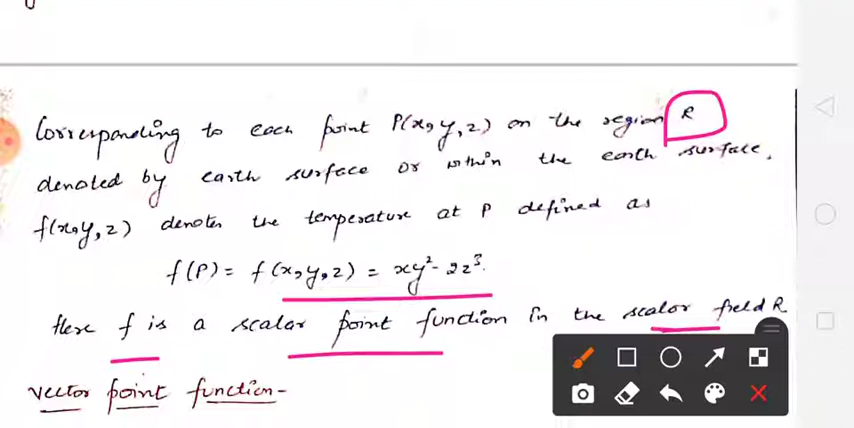 Corresponding to each point P(x, y, z) on the region R
denoted by earth surface or within the earth surface.
f(x, y, z) denotes the temperature at P defined as
f(P) = f(x, y, z) = xy² - 2z³.
Here f is a scalar point function in the scalar field R
vector point function-